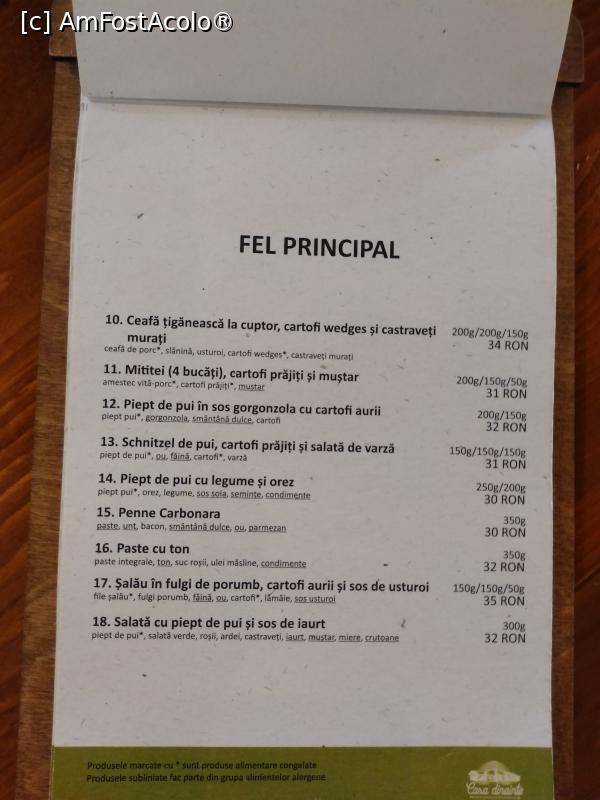 [c] AmFostAcolo®
FEL PRINCIPAL
10. Ceafă țigănească la cuptor, cartofi wedges și castraveți murați
200g/200g/150g
34 RON
ceafă de porc*, slănină, usturoi, cartofi wedges*, castraveți murați
11. Mititei (4 bucăți), cartofi prăjiți și muștar
200g/150g/50g
31 RON
amestec vită-porc*, cartofi prăjiți*, muștar
12. Piept de pui în sos gorgonzola cu cartofi aurii
200g/150g
32 RON
piept pui*, gorgonzola, smântână dulce, cartofi
13. Schnitzel de pui, cartofi prăjiți și salată de varză
150g/150g/150g
31 RON
piept de pui*, ou, făină, cartofi*, varză
14. Piept de pui cu legume și orez
250g/200g
30 RON
piept pui*, orez, legume, sos soia, semințe, condimente
15. Penne Carbonara
350g
30 RON
paste, unt, bacon, smântână dulce, ou, parmezan
16. Paste cu ton
350g
32 RON
paste integrale, ton, suc roșii, ulei măsline, condimente
17. Șalău în fulgi de porumb, cartofi aurii și sos de usturoi
150g/150g/50g
35 RON
file șalău*, fulgi porumb, făină, ou, cartofi*, lămâie, sos usturoi
18. Salată cu piept de pui și sos de iaurt
300g
32 RON
piept de pui*, salată verde, roșii, ardei, castraveți, iaurt, muștar, miere, crutoane
Produsele marcate cu * sunt produse alimentare congelate
Produsele subliniate fac parte din grupa alimentelor alergene
Casa dinainte